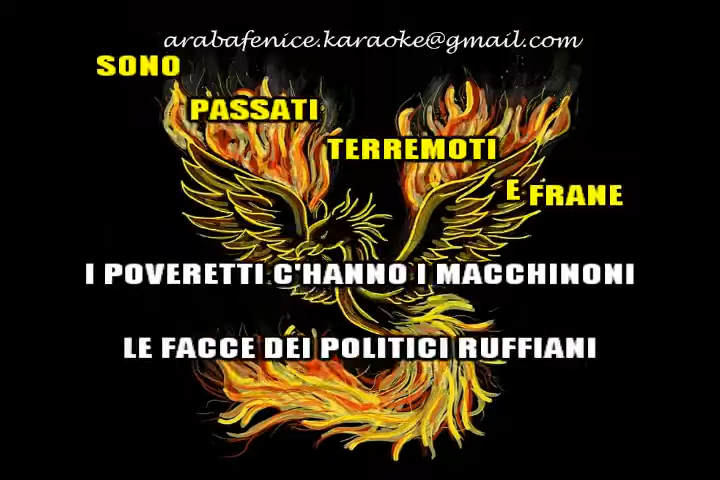 arabafenice.karaoke@gmail.com
SONO
PASSATI
TERREMOTI
E FRANE
I POVERETTI C'HANNO I MACCHINONI
LE FACCE DEI POLITICI RUFFIANI